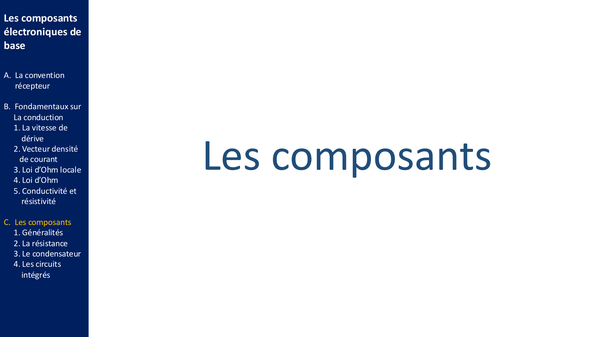 Les composants
électroniques de
base
A. La convention
récepteur
B. Fondamentaux sur
La conduction
1. La vitesse de
dérive
2. Vecteur densité
de courant
3. Loi d'Ohm locale
4. Loi d'Ohm
5. Conductivité et
résistivité
C. Les composants
1. Généralités
2. La résistance
3. Le condensateur
4. Les circuits
intégrés
Les composants